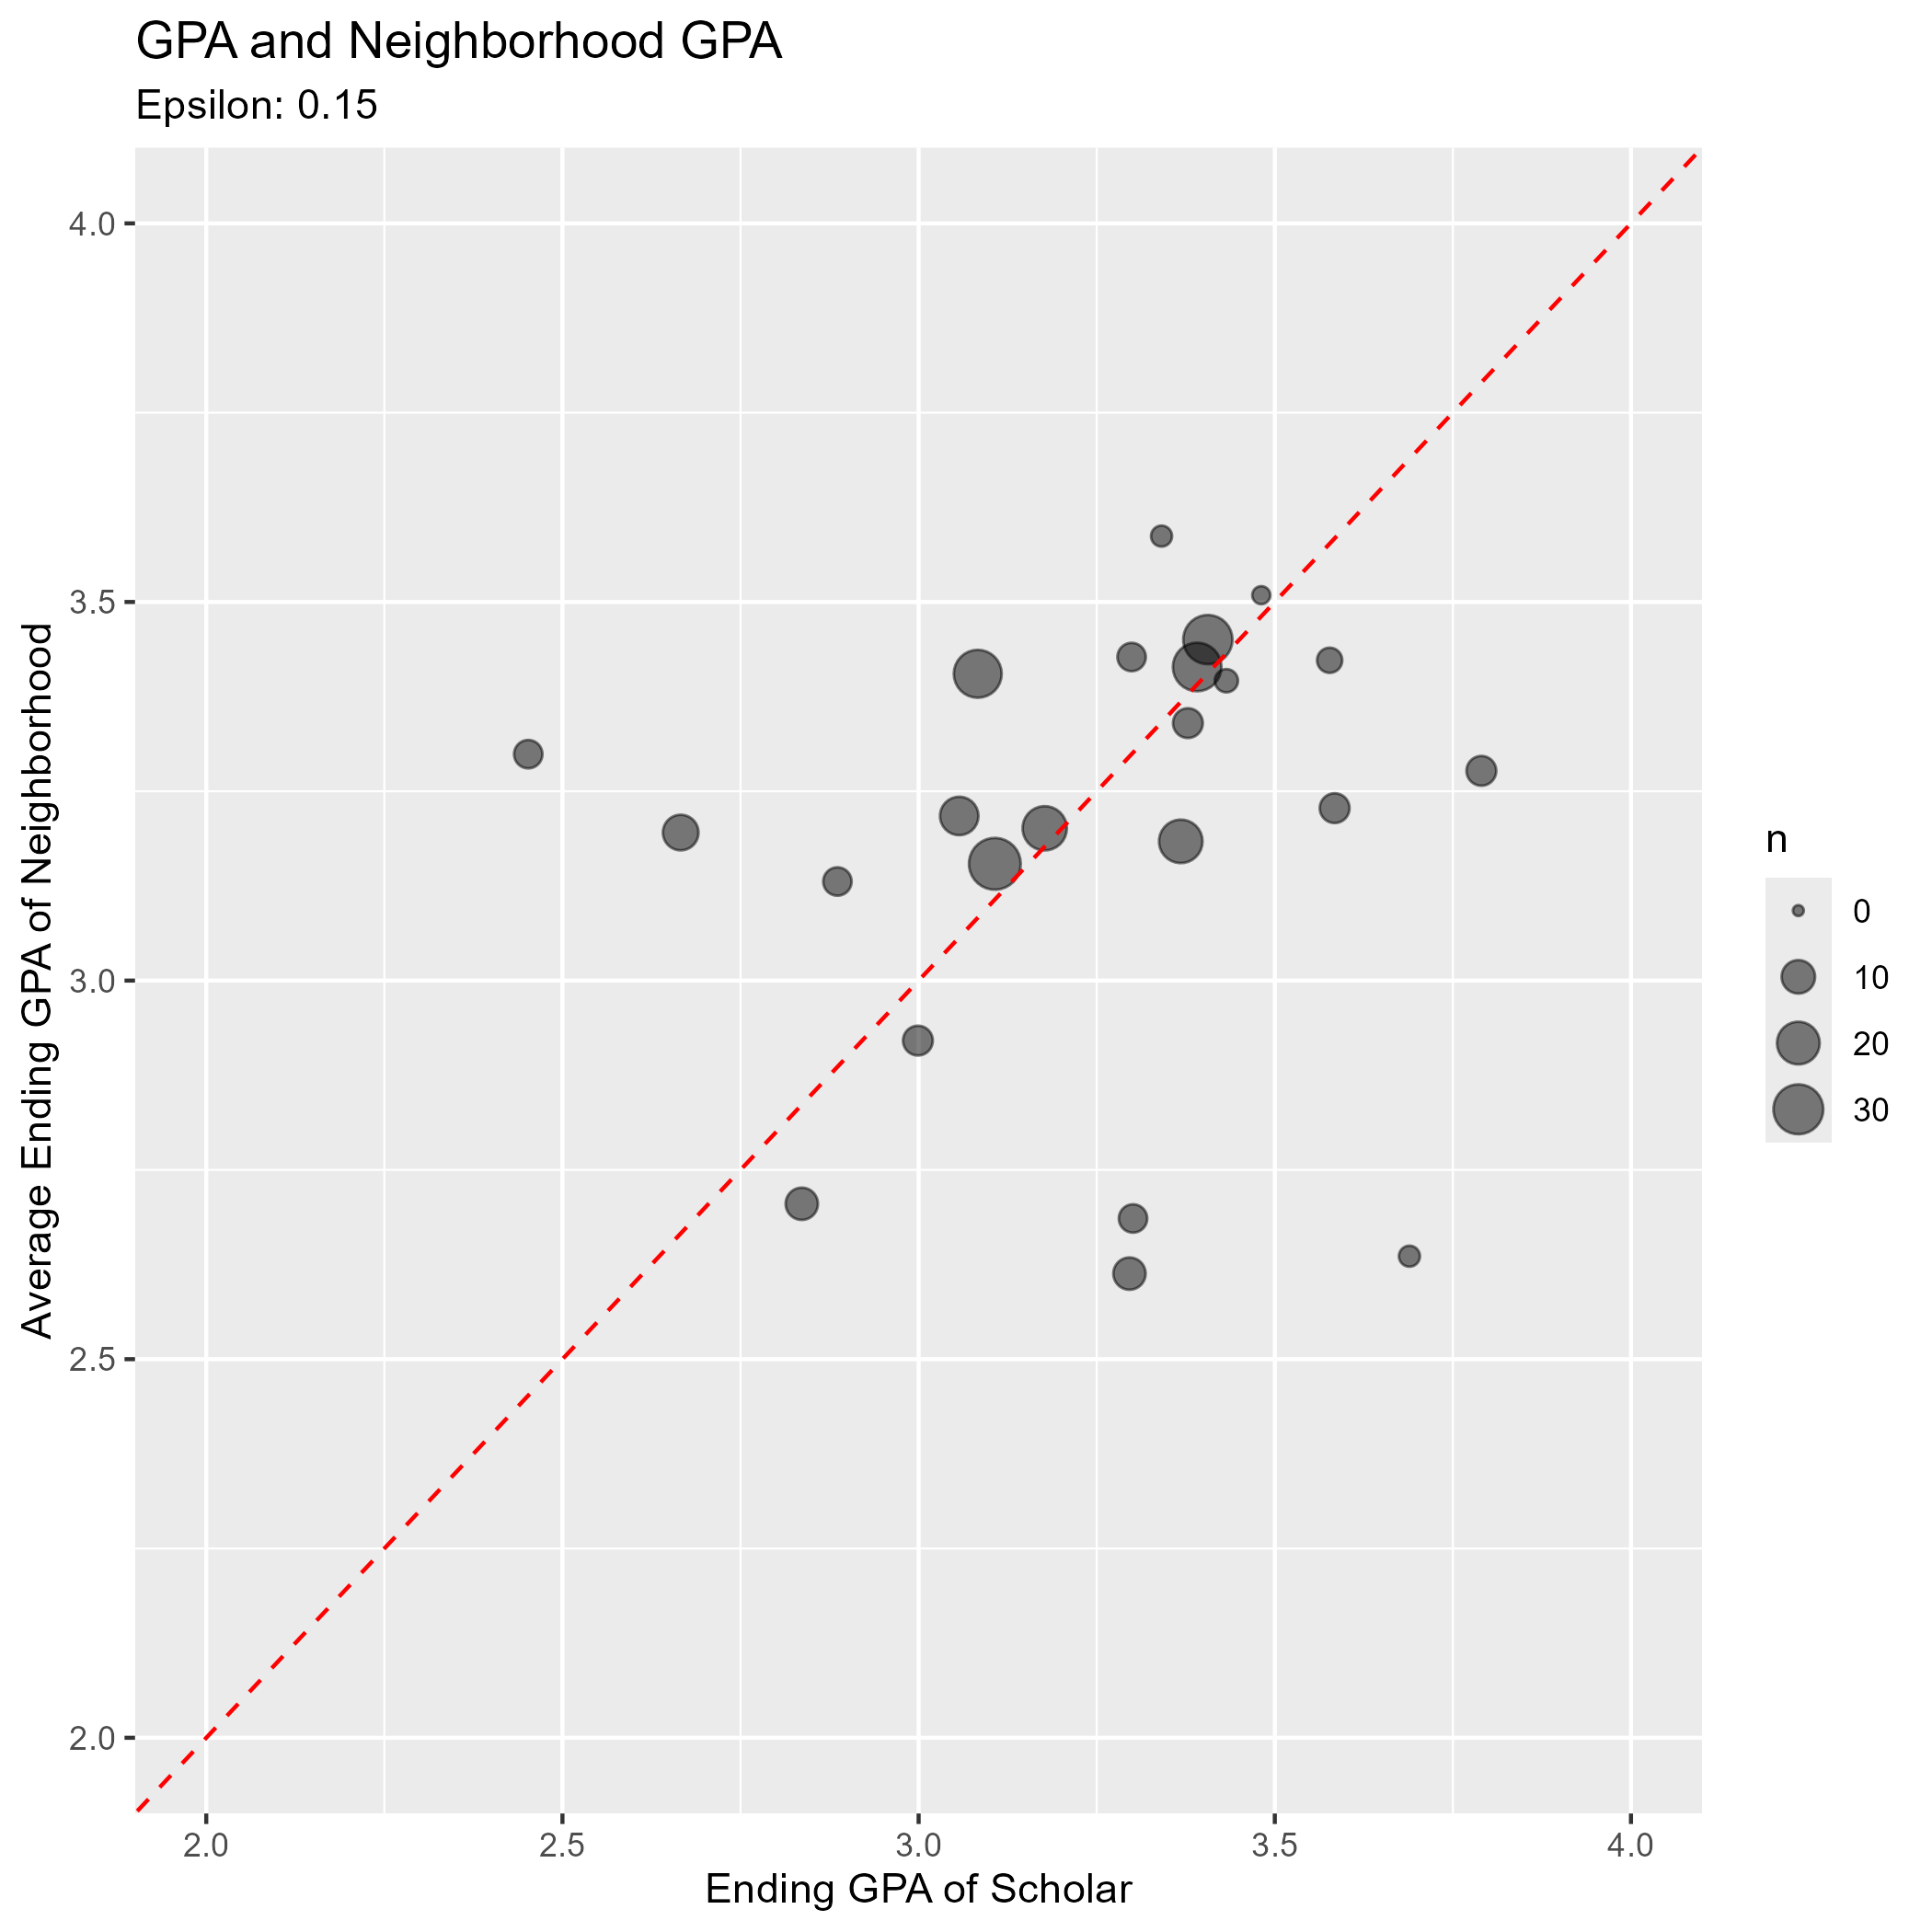 GPA and Neighborhood GPA
Epsilon: 0.15
Average Ending GPA of Neighborhood
4.0
3.5
3.0
2.5
2.0
2.0
2.5
3.0
3.5
4.0
Ending GPA of Scholar
n
0
10
20
30